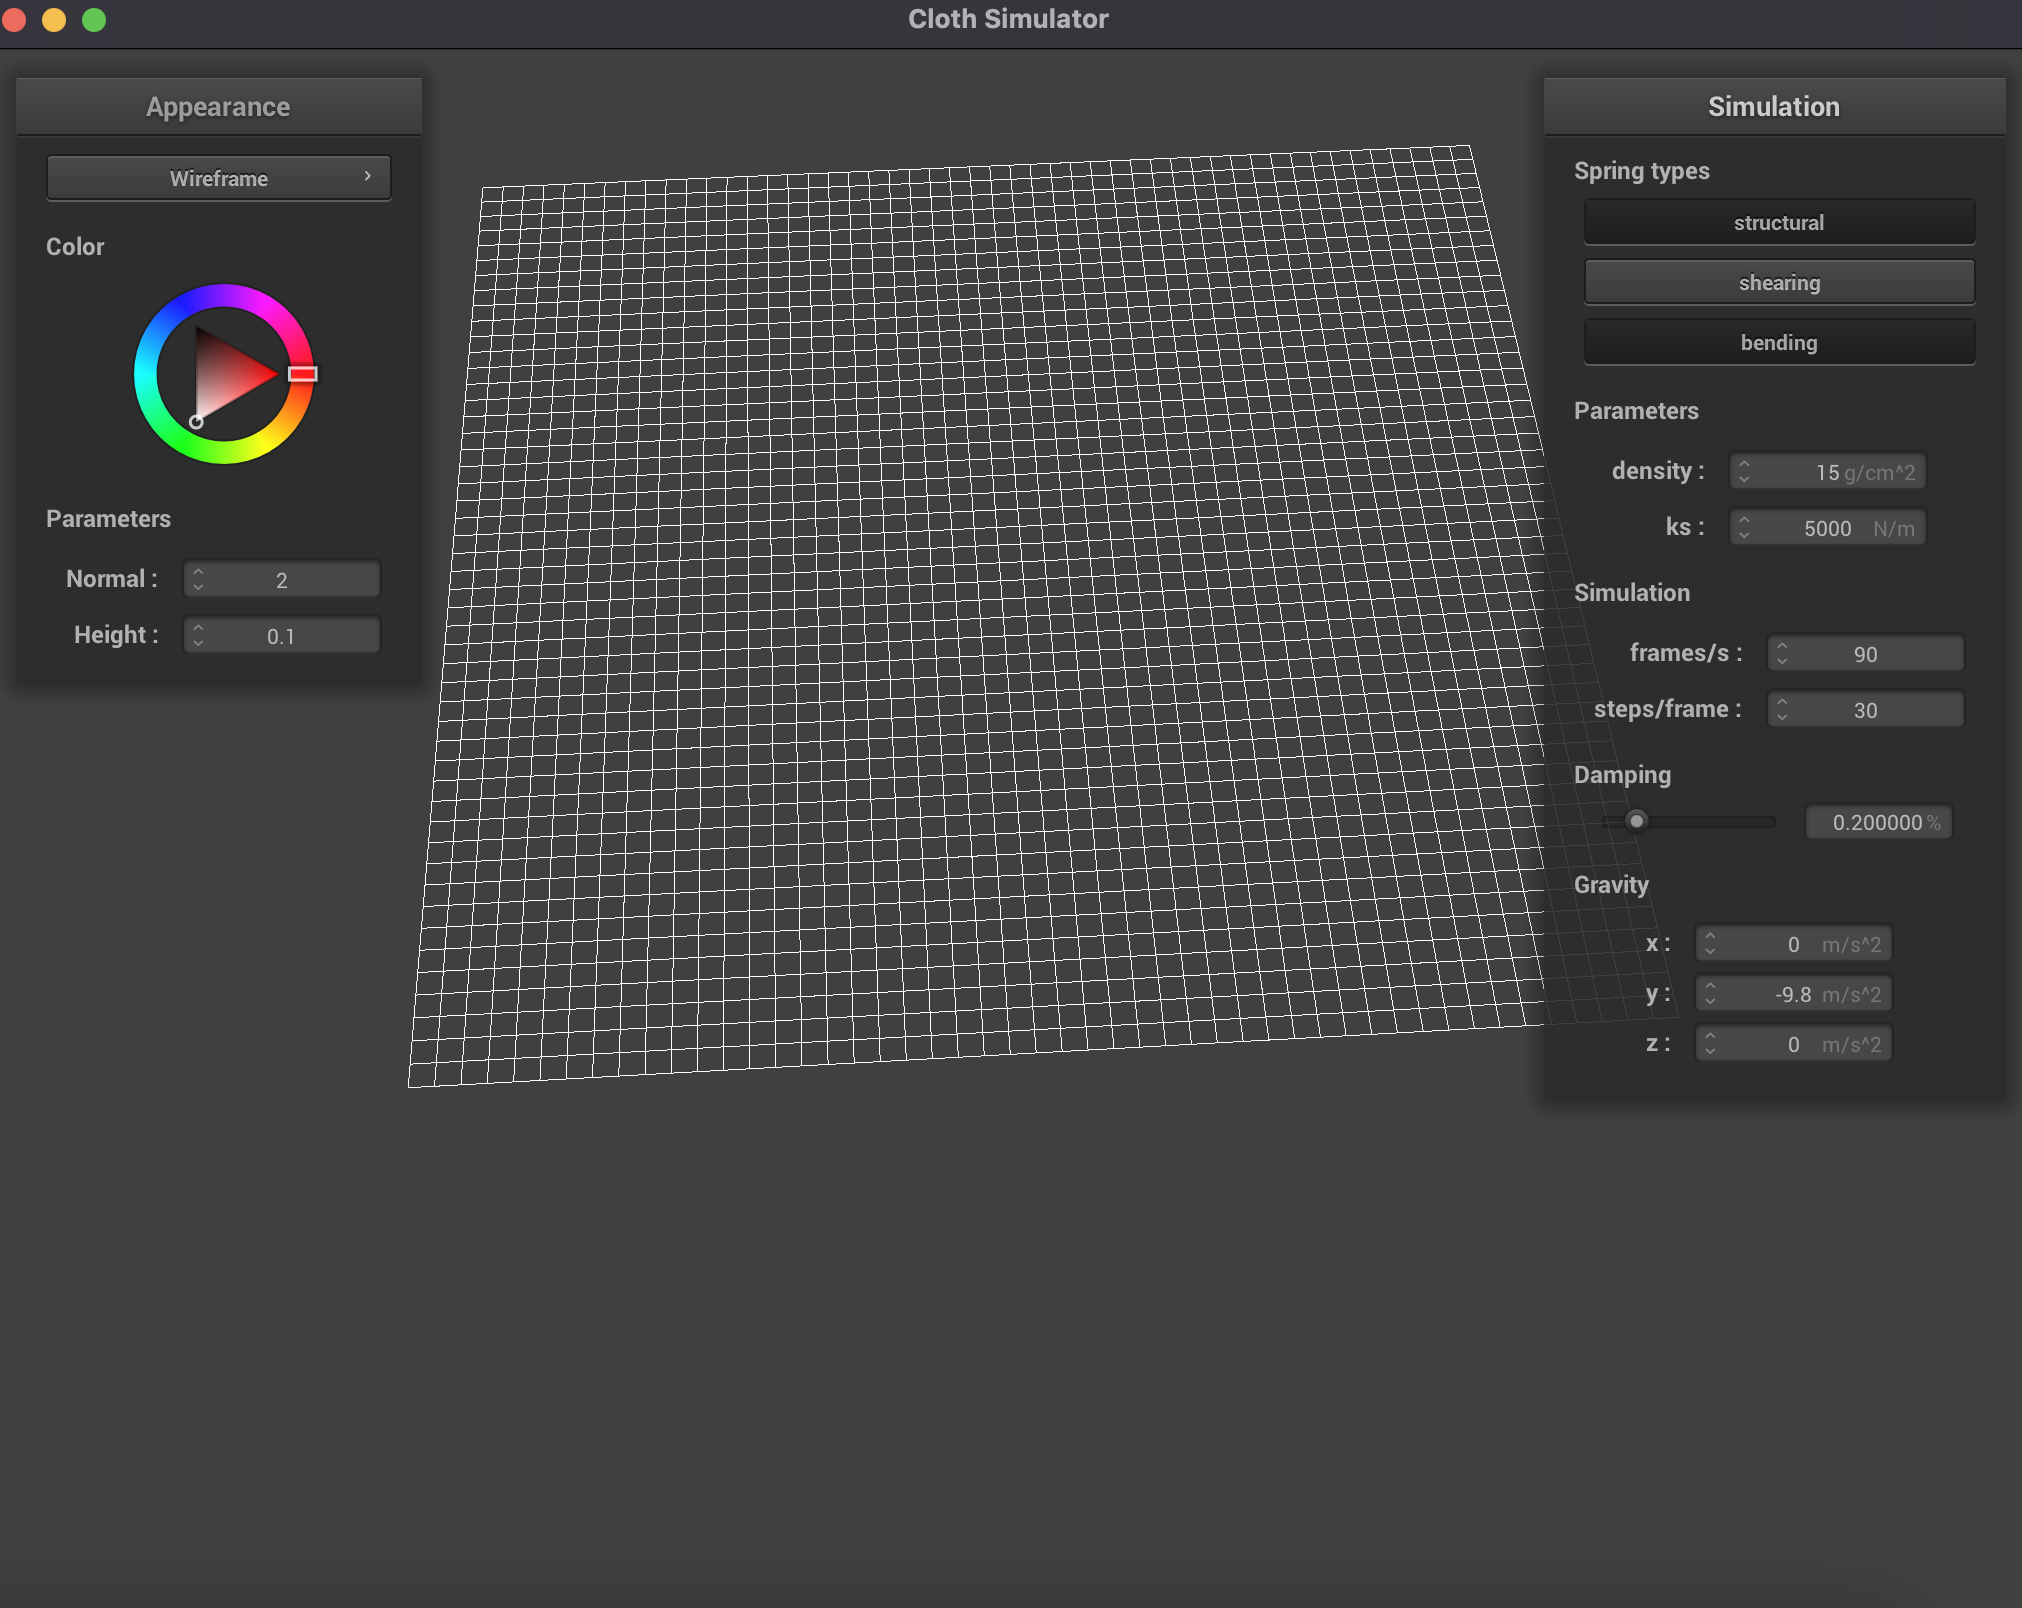 Cloth Simulator
Appearance
Wireframe
Color
Parameters
Normal : 2
Height : 0.1
Simulation
Spring types
structural
shearing
bending
Parameters
density : 15 g/cm^2
ks : 5000 N/m
Simulation
frames/s : 90
steps/frame : 30
Damping
0.200000 %
Gravity
x : 0 m/s^2
y : -9.8 m/s^2
z : 0 m/s^2